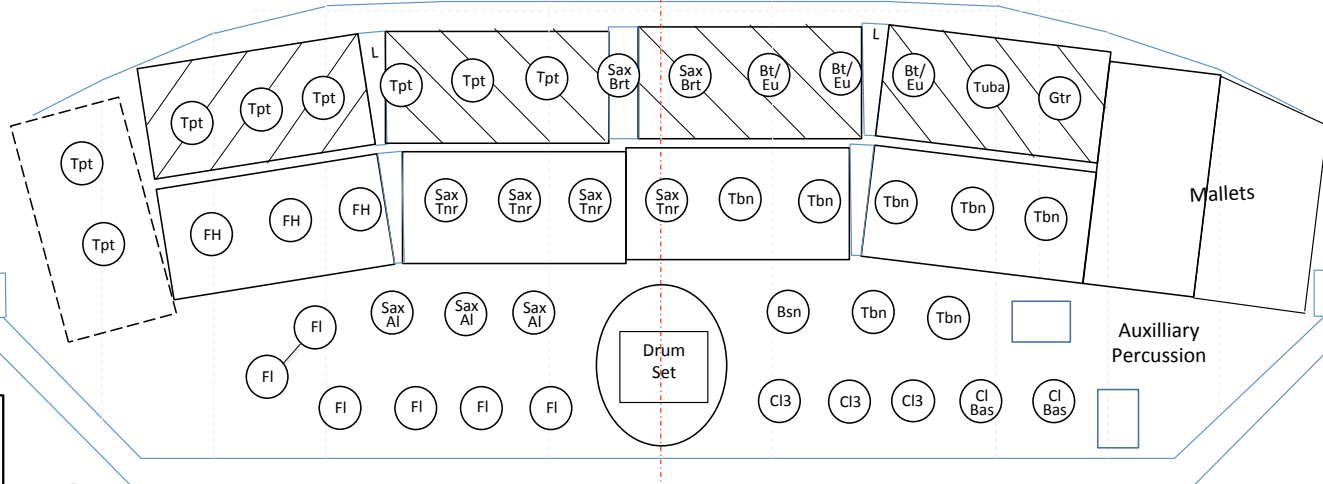 L
L
Tpt
Tpt
Tpt
Tpt
Tpt
Tpt
Sax
Brt
Sax
Brt
Bt/
Eu
Bt/
Eu
Bt/
Eu
Tuba
Gtr
Tpt
Tpt
FH
FH
FH
Sax
Tnr
Sax
Tnr
Sax
Tnr
Sax
Tnr
Tbn
Tbn
Tbn
Tbn
Tbn
Mallets
Fl
Fl
Sax
Al
Sax
Al
Sax
Al
Drum
Set
Bsn
Tbn
Tbn
Auxilliary
Percussion
Fl
Fl
Fl
Fl
Cl3
Cl3
Cl3
Cl
Bas
Cl
Bas